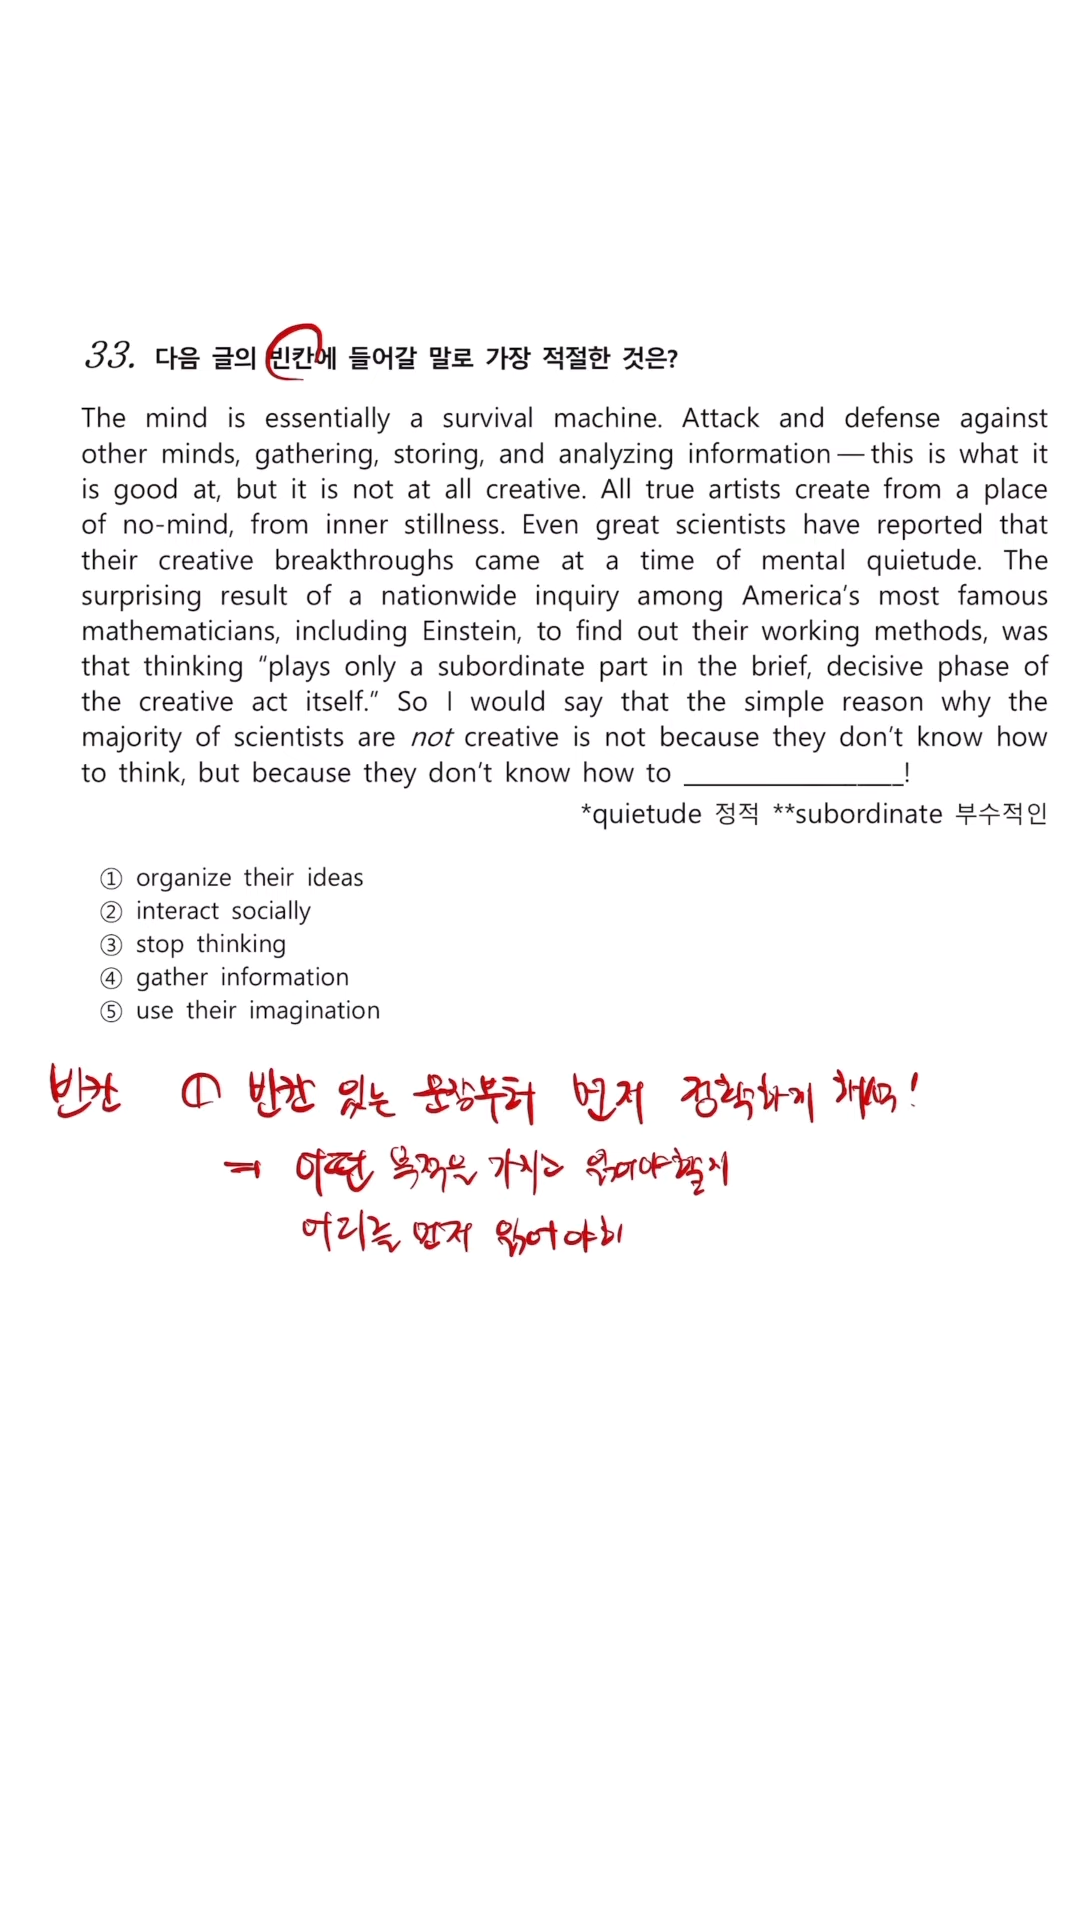 33. 다음 글의 빈칸에 들어갈 말로 가장 적절한 것은?
The mind is essentially a survival machine. Attack and defense against
other minds, gathering, storing, and analyzing information — this is what it
is good at, but it is not at all creative. All true artists create from a place
of no-mind, from inner stillness. Even great scientists have reported that
their creative breakthroughs came at a time of mental quietude. The
surprising result of a nationwide inquiry among America's most famous
mathematicians, including Einstein, to find out their working methods, was
that thinking “plays only a subordinate part in the brief, decisive phase of
the creative act itself.” So I would say that the simple reason why the
majority of scientists are not creative is not because they don't know how
to think, but because they don't know how to ________________!
*quietude 정적 **subordinate 부수적인
① organize their ideas
② interact socially
③ stop thinking
④ gather information
⑤ use their imagination
빈칸 ① 빈칸 있는 문장부터 먼저 정확하게 해석!
⇒ 어떤 목적을 가지고 읽어야할지
어디를 먼저 읽어야